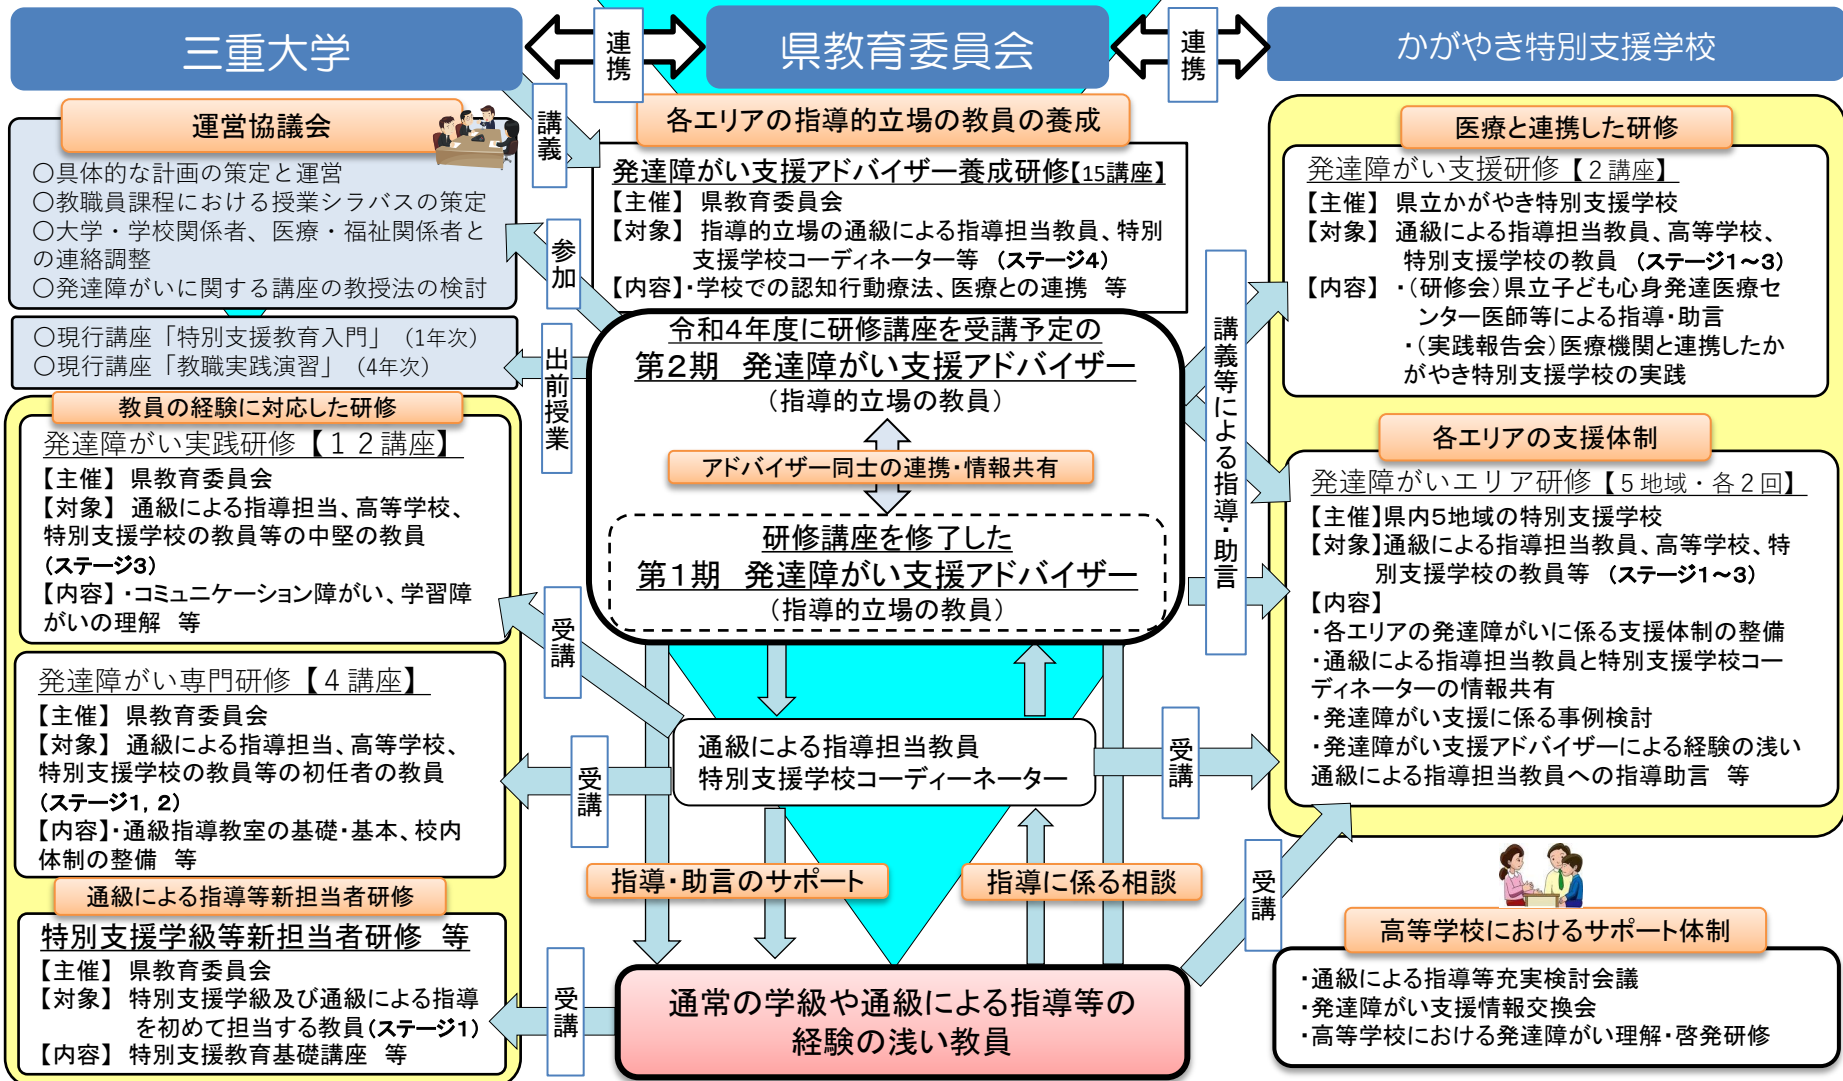 三重大学
連携
県教育委員会
連携
かがやき特別支援学校
運営協議会
○具体的な計画の策定と運営
○教職員課程における授業シラバスの策定
○大学・学校関係者、医療・福祉関係者と
の連絡調整
○発達障がいに関する講座の教授法の検討
○現行講座「特別支援教育入門」(1年次)
○現行講座「教職実践演習」(4年次)
講義
参加
出前授業
教員の経験に対応した研修
発達障がい実践研修【12講座】
【主催】 県教育委員会
【対象】 通級による指導担当、高等学校、
特別支援学校の教員等の中堅の教員
(ステージ3)
【内容】・コミュニケーション障がい、学習障
がいの理解 等
発達障がい専門研修【4講座】
【主催】 県教育委員会
【対象】 通級による指導担当、高等学校、
特別支援学校の教員等の初任者の教員
(ステージ1,2)
【内容】・通級指導教室の基礎・基本、校内
体制の整備 等
通級による指導等新担当者研修
特別支援学級等新担当者研修 等
【主催】 県教育委員会
【対象】 特別支援学級及び通級による指導
を初めて担当する教員(ステージ1)
【内容】 特別支援教育基礎講座 等
受講
受講
受講
各エリアの指導的立場の教員の養成
発達障がい支援アドバイザー養成研修【15講座】
【主催】 県教育委員会
【対象】 指導的立場の通級による指導担当教員、特別
支援学校コーディネーター等 (ステージ4)
【内容】・学校での認知行動療法、医療との連携 等
令和4年度に研修講座を受講予定の
第2期 発達障がい支援アドバイザー
(指導的立場の教員)
アドバイザー同士の連携・情報共有
研修講座を修了した
第1期 発達障がい支援アドバイザー
(指導的立場の教員)
通級による指導担当教員
特別支援学校コーディーネーター
指導・助言のサポート
指導に係る相談
通常の学級や通級による指導等の
経験の浅い教員
講義等による指導・助言
受講
受講
医療と連携した研修
発達障がい支援研修【2講座】
【主催】 県立かがやき特別支援学校
【対象】 通級による指導担当教員、高等学校、
特別支援学校の教員 (ステージ1~3)
【内容】 ・(研修会)県立子ども心身発達医療セ
ンター医師等による指導・助言
・(実践報告会)医療機関と連携したか
がやき特別支援学校の実践
各エリアの支援体制
発達障がいエリア研修【5地域・各2回】
【主催】県内5地域の特別支援学校
【対象】通級による指導担当教員、高等学校、特
別支援学校の教員等 (ステージ1~3)
【内容】
・各エリアの発達障がいに係る支援体制の整備
・通級による指導担当教員と特別支援学校コー
ディネーターの情報共有
・発達障がい支援に係る事例検討
・発達障がい支援アドバイザーによる経験の浅い
通級による指導担当教員への指導助言 等
高等学校におけるサポート体制
・通級による指導等充実検討会議
・発達障がい支援情報交換会
・高等学校における発達障がい理解・啓発研修